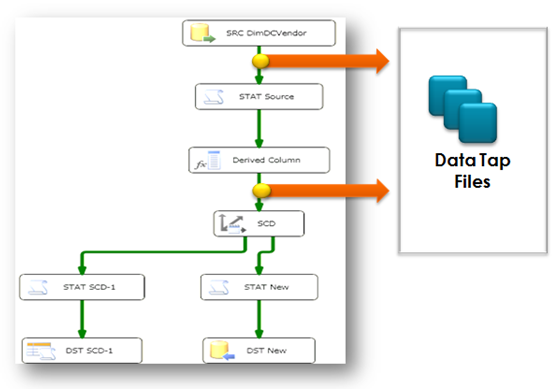 SRC DimDCVendor
STAT Source
fx
Derived Column
SCD
STAT SCD-1
STAT New
DST SCD-1
DST New
Data Tap
Files